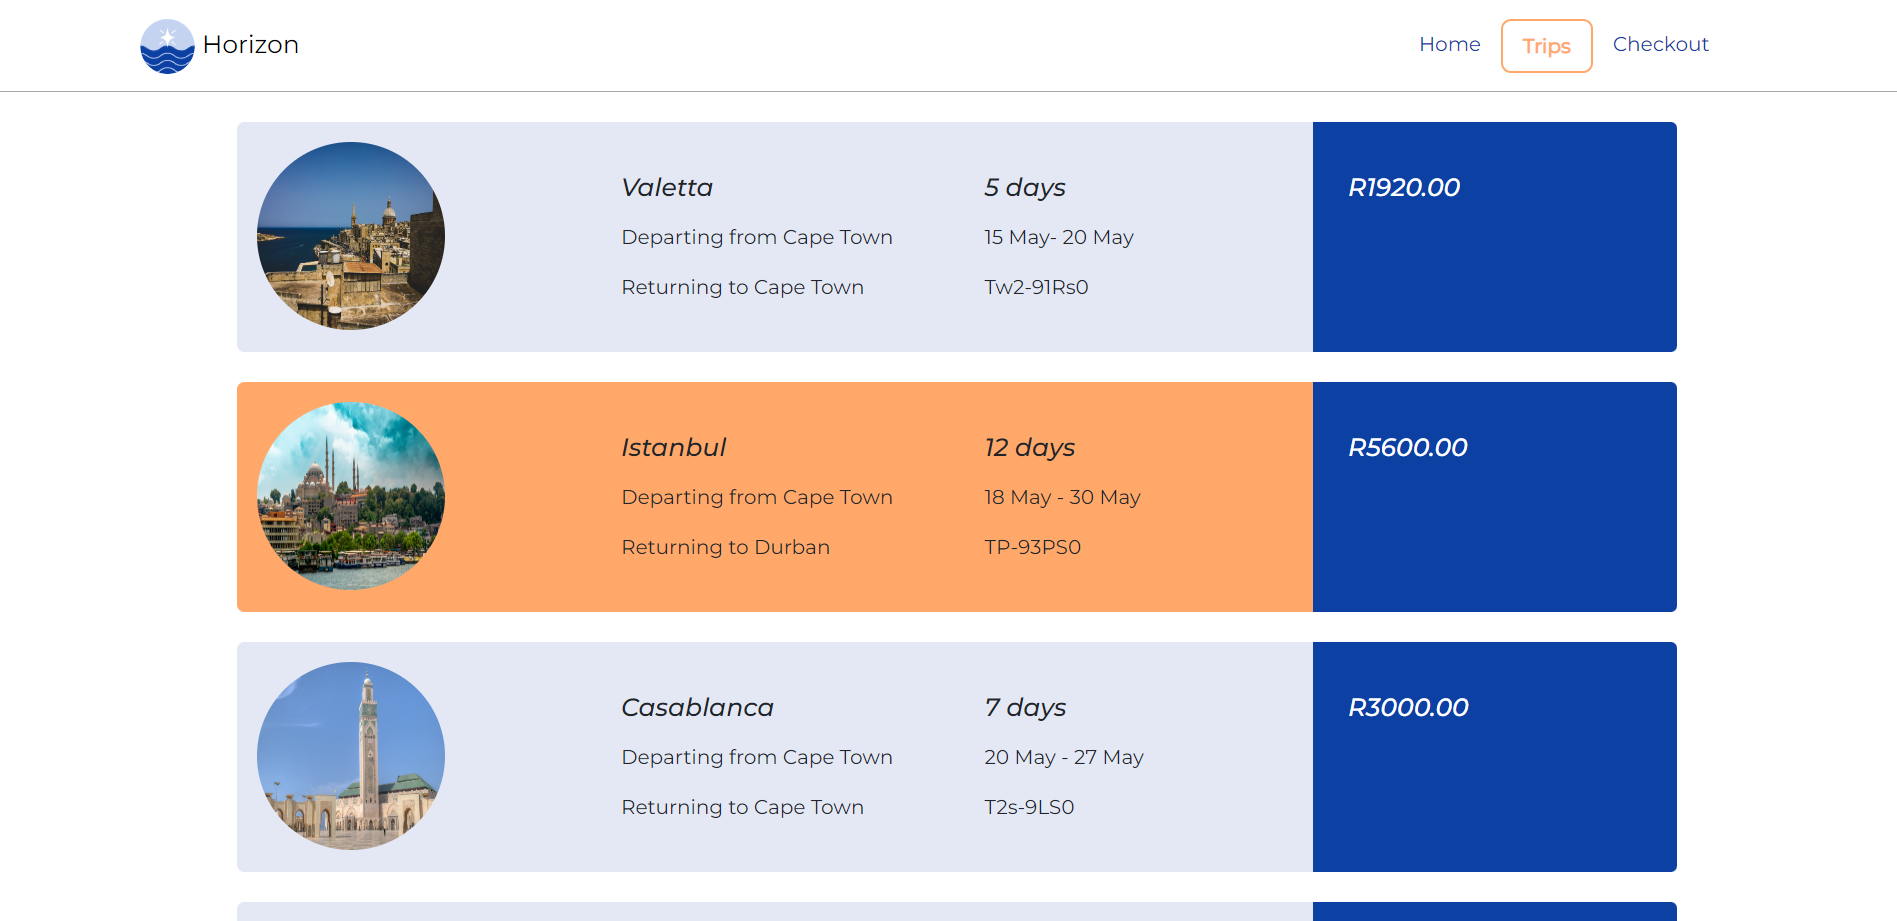 Horizon
Home Trips Checkout
Valetta 5 days R1920.00
Departing from Cape Town 15 May- 20 May
Returning to Cape Town Tw2-91Rs0
Istanbul 12 days R5600.00
Departing from Cape Town 18 May - 30 May
Returning to Durban TP-93PS0
Casablanca 7 days R3000.00
Departing from Cape Town 20 May - 27 May
Returning to Cape Town T2s-9LS0